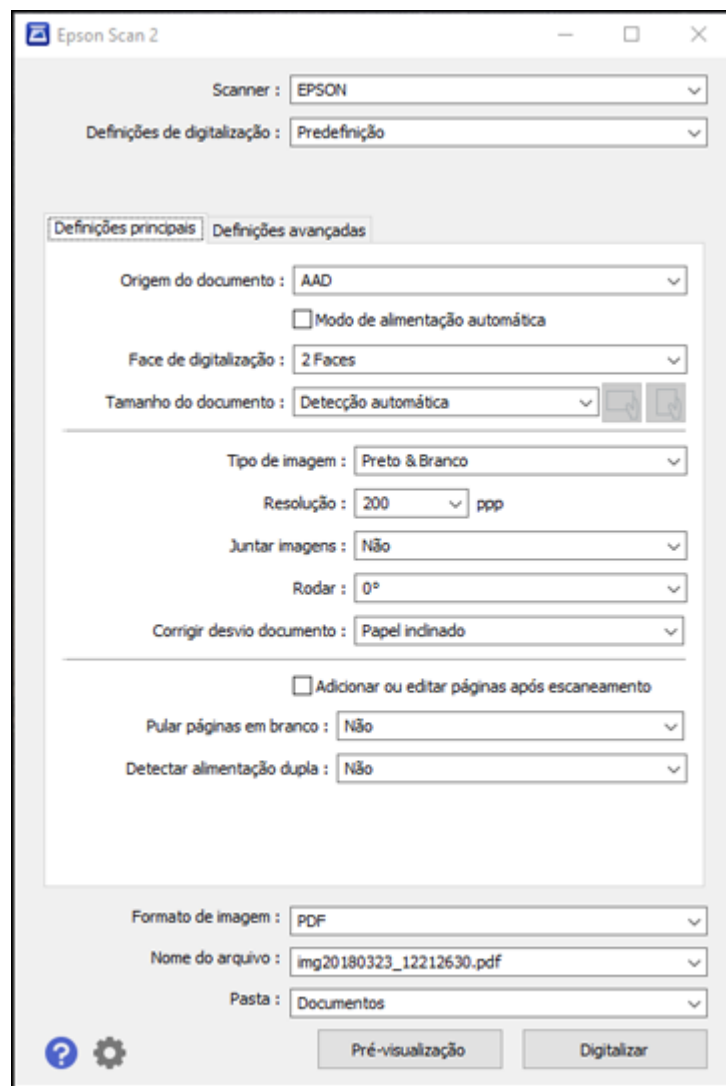 Epson Scan 2
Scanner : EPSON
Definições de digitalização : Predefinição
Definições principais Definições avançadas
Origem do documento : AAD
Modo de alimentação automática
Face de digitalização : 2 Faces
Tamanho do documento : Detecção automática
Tipo de imagem : Preto & Branco
Resolução : 200 ppp
Juntar imagens : Não
Rodar : 0°
Corrigir desvio documento : Papel inclinado
Adicionar ou editar páginas após escaneamento
Pular páginas em branco : Não
Detectar alimentação dupla : Não
Formato de imagem : PDF
Nome do arquivo : img20180323_12212630.pdf
Pasta : Documentos
? Pré-visualização Digitalizar